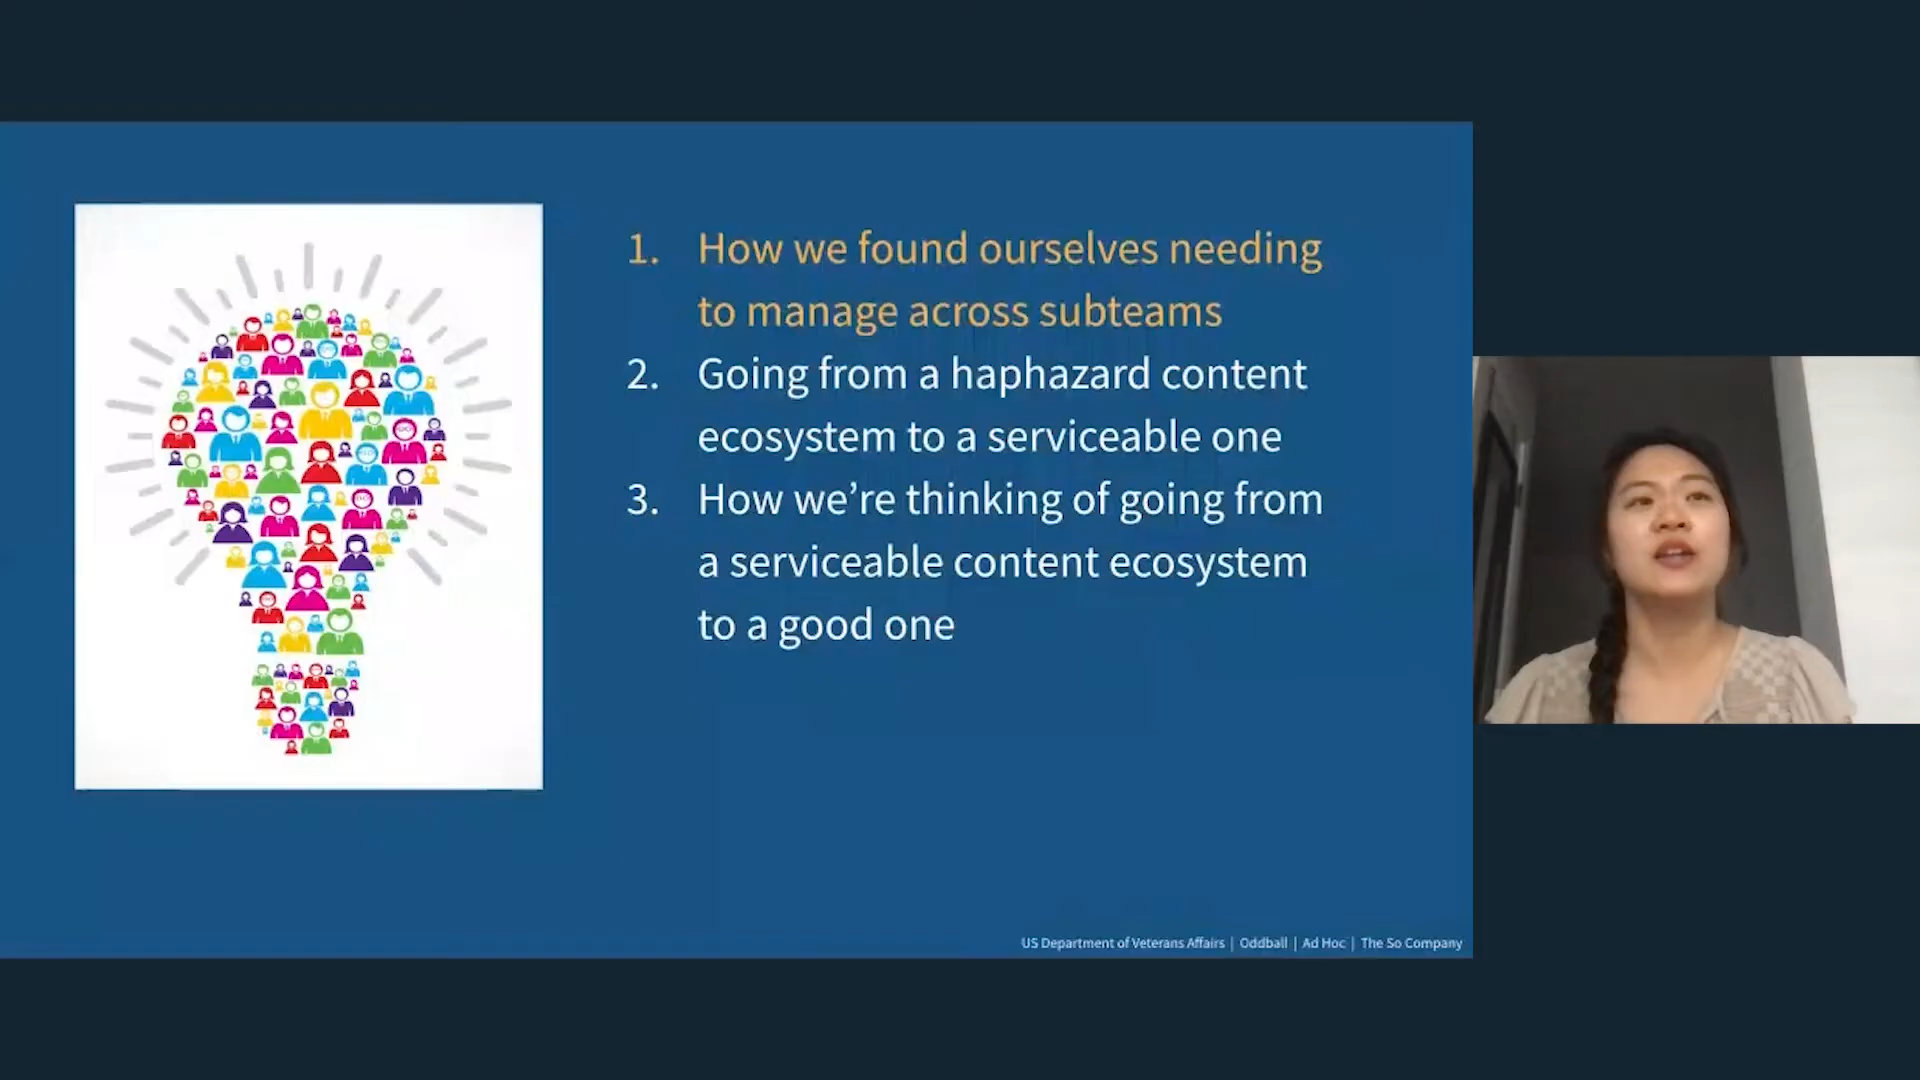 1. How we found ourselves needing
to manage across subteams
2. Going from a haphazard content
ecosystem to a serviceable one
3. How we’re thinking of going from
a serviceable content ecosystem
to a good one
US Department of Veterans Affairs | Oddball | Ad Hoc | The So Company